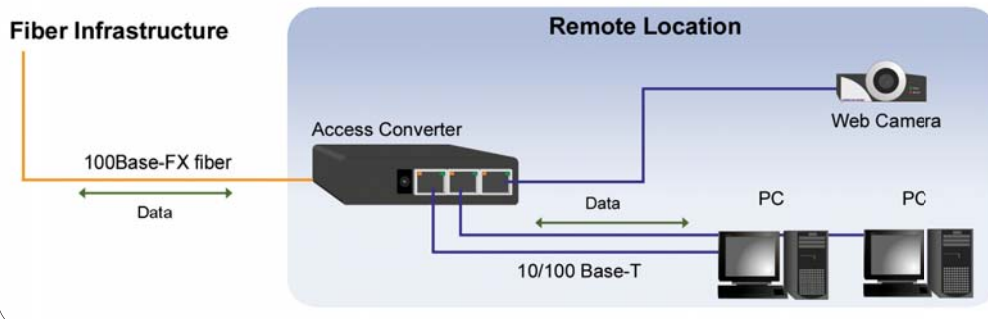 Fiber Infrastructure
Remote Location
Access Converter
Web Camera
100Base-FX fiber
Data
Data
PC
PC
10/100 Base-T